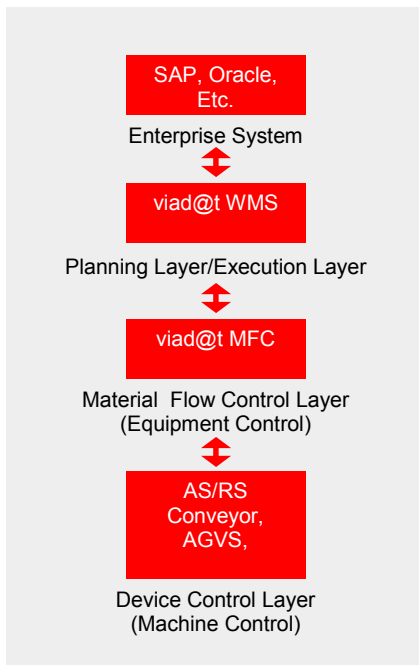 SAP, Oracle,
Etc.
Enterprise System
viad@t WMS
Planning Layer/Execution Layer
viad@t MFC
Material Flow Control Layer
(Equipment Control)
AS/RS
Conveyor,
AGVS,
Device Control Layer
(Machine Control)